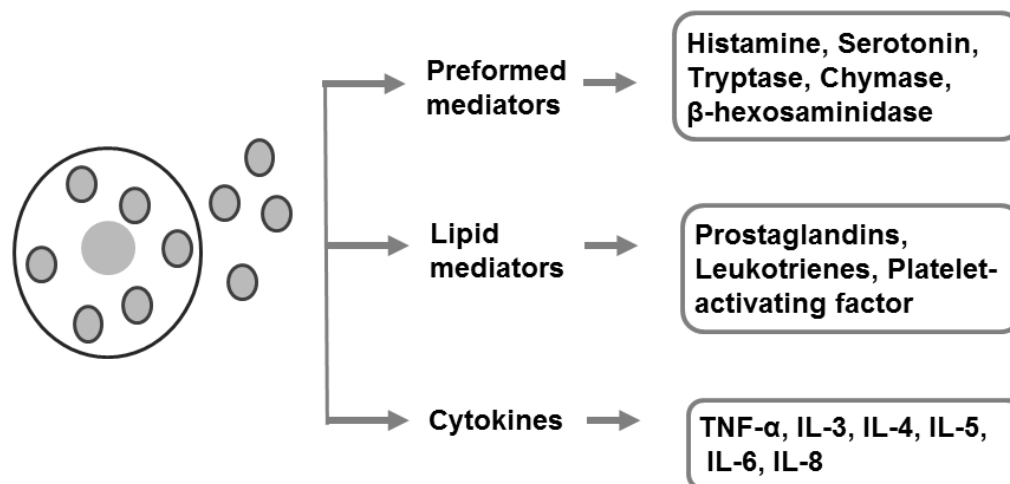 Preformed
mediators
Histamine, Serotonin,
Tryptase, Chymase,
β-hexosaminidase
Lipid
mediators
Prostaglandins,
Leukotrienes, Platelet-
activating factor
Cytokines
TNF-α, IL-3, IL-4, IL-5,
IL-6, IL-8